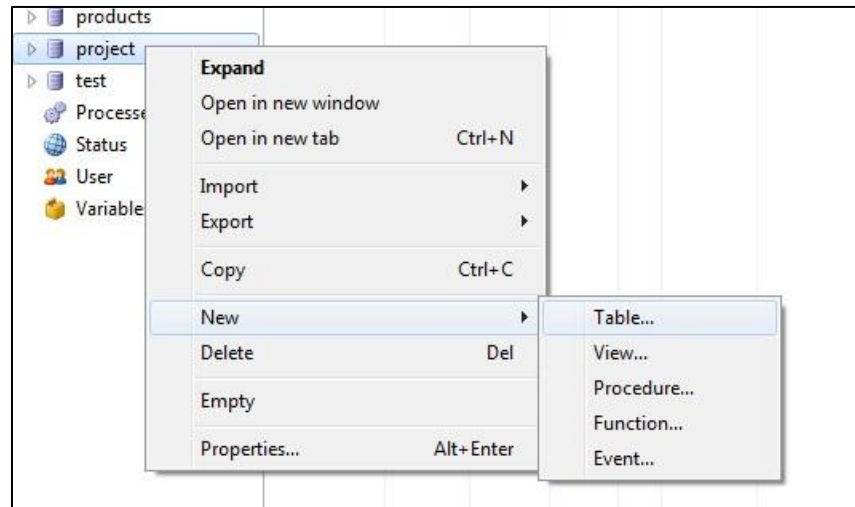 products
project
test
Processe
Status
User
Variable
Expand
Open in new window
Open in new tab Ctrl+N
Import
Export
Copy Ctrl+C
New
Delete Del
Empty
Properties... Alt+Enter
Table...
View...
Procedure...
Function...
Event...